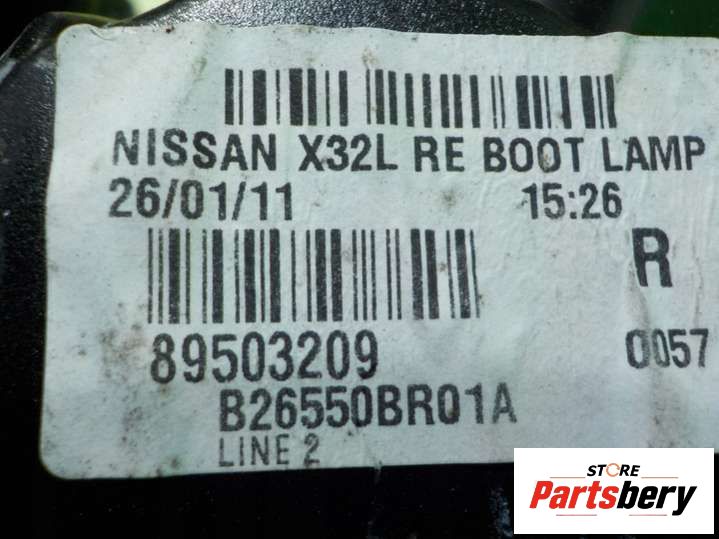 NISSAN X32L RE BOOT LAMP
26/01/11 15:26
R
89503209 0057
B26550BR01A
LINE 2
STORE
Partsbery